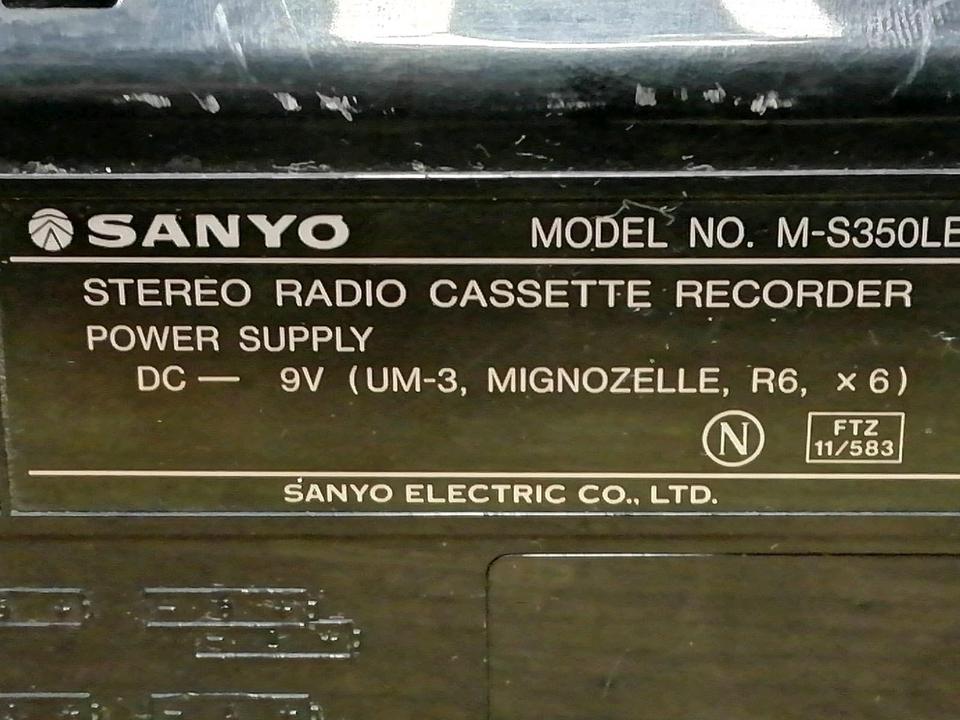 SANYO MODEL NO. M-S350LE
STEREO RADIO CASSETTE RECORDER
POWER SUPPLY
DC — 9V (UM-3, MIGNOZELLE, R6, × 6)
N
FTZ
11/583
SANYO ELECTRIC CO., LTD.